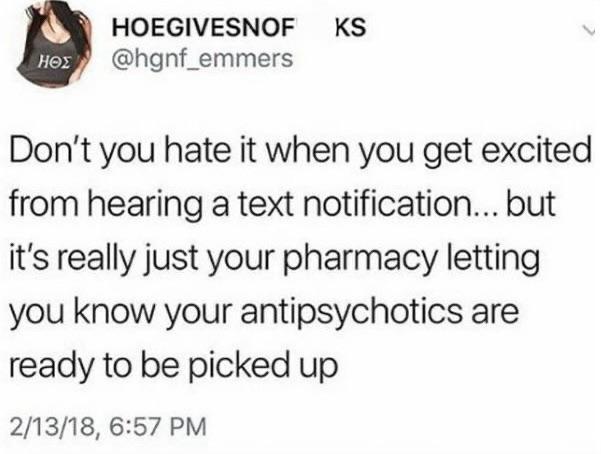 HOEGIVESNOF KS
ΗΘΣ @hgnf_emmers
Don't you hate it when you get excited
from hearing a text notification... but
it's really just your pharmacy letting
you know your antipsychotics are
ready to be picked up
2/13/18, 6:57 PM